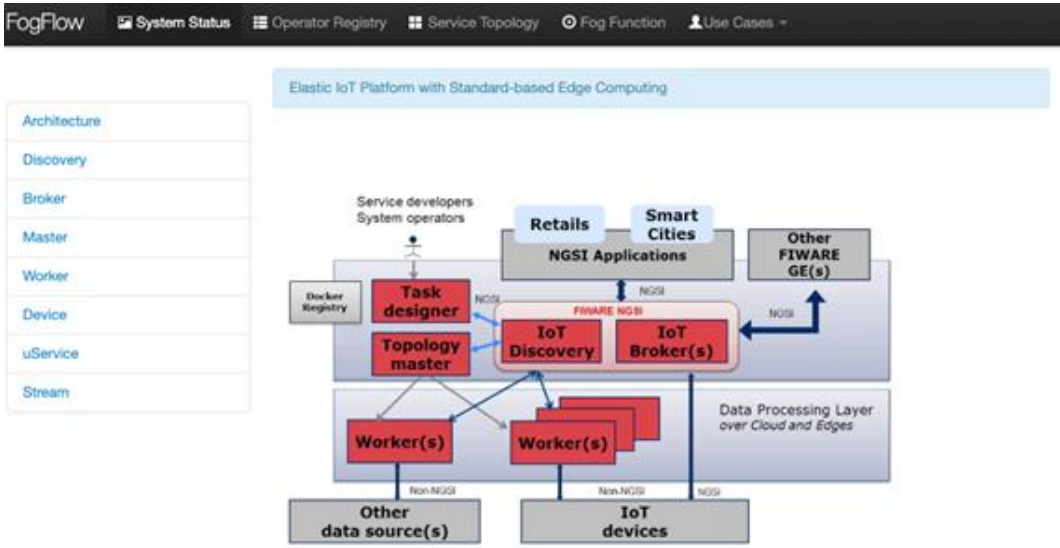 FogFlow System Status Operator Registry Service Topology Fog Function Use Cases
Elastic IoT Platform with Standard-based Edge Computing
Architecture
Discovery
Broker
Master
Worker
Device
uService
Stream
Service developers
System operators
Retails
Smart
Cities
NGSI Applications
Other
FIWARE
GE(s)
Docker
Registry
Task
designer
NGSI
NGSI
FIWARE NGSI
NGSI
IoT
Discovery
IoT
Broker(s)
Topology
master
Data Processing Layer
over Cloud and Edges
Worker(s)
Worker(s)
Non-NGSI
Non-NGSI
NGSI
Other
data source(s)
IoT
devices